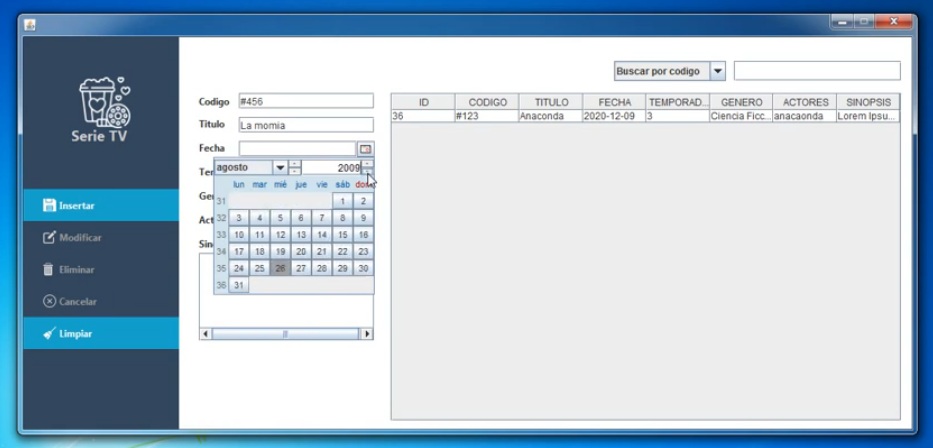 Serie TV
Insertar
Modificar
Eliminar
Cancelar
Limpiar
Buscar por codigo
Codigo #456
Titulo La momia
Fecha
Ter
Ger
Act
Sin
agosto 2009
lun mar mié jue vie sáb dom
31 1 2
32 3 4 5 6 7 8 9
33 10 11 12 13 14 15 16
34 17 18 19 20 21 22 23
35 24 25 26 27 28 29 30
36 31
ID CODIGO TITULO FECHA TEMPORAD... GENERO ACTORES SINOPSIS
36 #123 Anaconda 2020-12-09 3 Ciencia Ficc... anacaonda Lorem Ipsu...